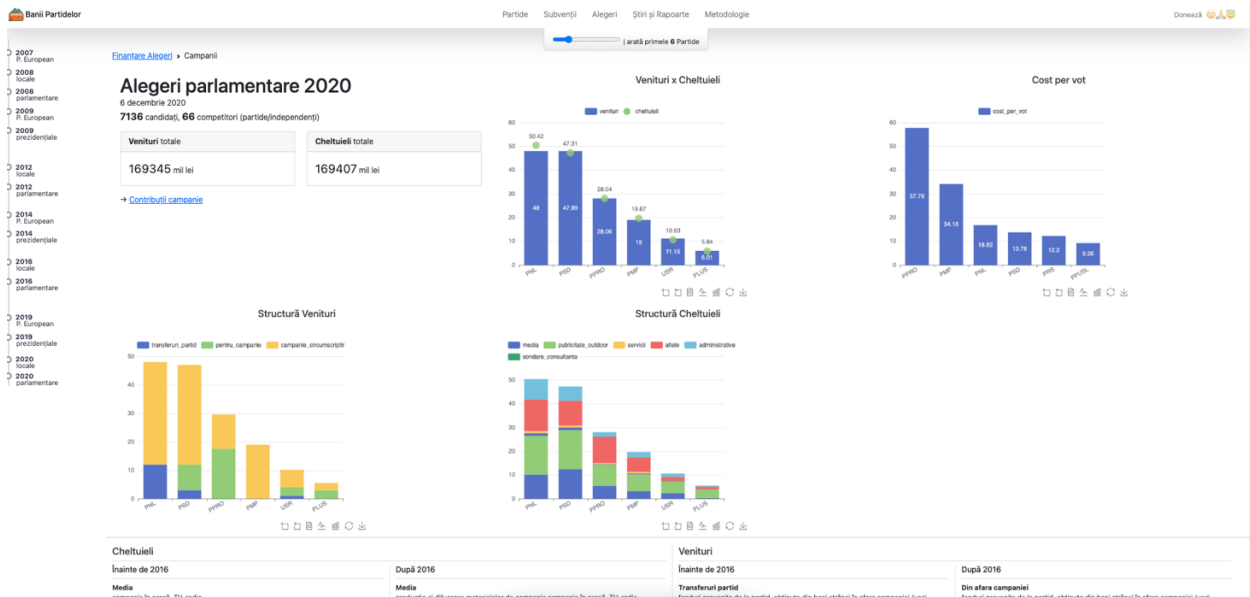 Banii Partidelor
Partide Subvenții Alegeri Știri și Rapoarte Metodologie
Donează
| arată primele 6 Partide
2007
P. European
2008
locale
2008
parlamentare
2009
P. European
2009
prezidențiale
2012
locale
2012
parlamentare
2014
P. European
2014
prezidențiale
2016
locale
2016
parlamentare
2019
P. European
2019
prezidențiale
2020
locale
2020
parlamentare
Finanțare Alegeri › Campanii
Alegeri parlamentare 2020
6 decembrie 2020
7136 candidați, 66 competitori (partide/independenți)
Venituri totale
169345 mil lei
Cheltuieli totale
169407 mil lei
→ Contribuții campanie
Venituri x Cheltuieli
venituri cheltuieli
60
50
40
30
20
10
0
50.42
47.31
28.04
19.67
10.63
5.84
48
47.99
28.06
19
11.15
6.01
PNL PSD PPRO PMP USR PLUS
Cost per vot
cost_per_vot
60
50
40
30
20
10
0
57.79
34.16
16.82
13.78
12.2
9.26
PPRO PMP PNL PSD PRS PPUSL
Structură Venituri
transferuri_partid pentru_campanie campanie_circumscriptir
50
40
30
20
10
0
PNL PSD PPRO PMP USR PLUS
Structură Cheltuieli
media publicitate_outdoor servicii altele administrative
sondare_consultanta
50
40
30
20
10
0
PNL PSD PPRO PMP USR PLUS
Cheltuieli
Înainte de 2016
Media
După 2016
Media
Venituri
Înainte de 2016
Transferuri partid
După 2016
Din afara campaniei